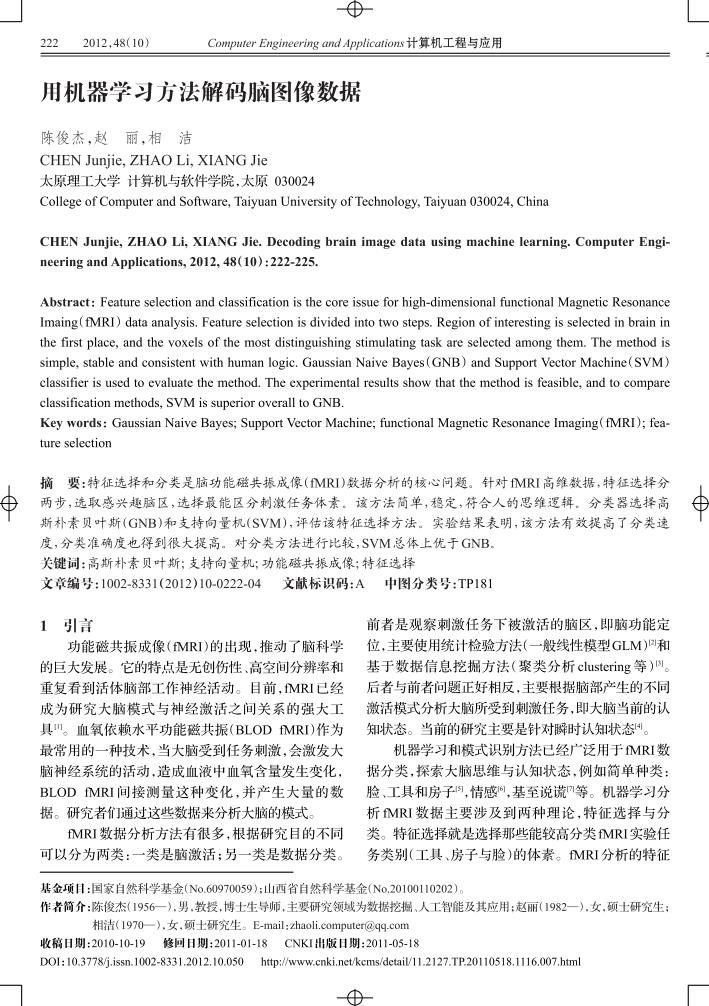 222 2012,48(10) Computer Engineering and Applications 计算机工程与应用
用机器学习方法解码脑图像数据
陈俊杰,赵 丽,相 洁
CHEN Junjie, ZHAO Li, XIANG Jie
太原理工大学 计算机与软件学院,太原 030024
College of Computer and Software, Taiyuan University of Technology, Taiyuan 030024, China
CHEN Junjie, ZHAO Li, XIANG Jie. Decoding brain image data using machine learning. Computer Engi-
neering and Applications, 2012, 48(10):222-225.
Abstract: Feature selection and classification is the core issue for high-dimensional functional Magnetic Resonance
Imaing(fMRI) data analysis. Feature selection is divided into two steps. Region of interesting is selected in brain in
the first place, and the voxels of the most distinguishing stimulating task are selected among them. The method is
simple, stable and consistent with human logic. Gaussian Naive Bayes(GNB) and Support Vector Machine(SVM)
classifier is used to evaluate the method. The experimental results show that the method is feasible, and to compare
classification methods, SVM is superior overall to GNB.
Key words: Gaussian Naive Bayes; Support Vector Machine; functional Magnetic Resonance Imaging(fMRI); fea-
ture selection
摘 要:特征选择和分类是脑功能磁共振成像(fMRI)数据分析的核心问题。针对fMRI高维数据,特征选择分
两步,选取感兴趣脑区,选择最能区分刺激任务体素。该方法简单,稳定,符合人的思维逻辑。分类器选择高
斯朴素贝叶斯(GNB)和支持向量机(SVM),评估该特征选择方法。实验结果表明,该方法有效提高了分类速
度,分类准确度也得到很大提高。对分类方法进行比较,SVM总体上优于GNB。
关键词:高斯朴素贝叶斯;支持向量机;功能磁共振成像;特征选择
文章编号:1002-8331(2012)10-0222-04 文献标识码:A 中图分类号:TP181
1 引言
功能磁共振成像(fMRI)的出现,推动了脑科学
的巨大发展。它的特点是无创伤性、高空间分辨率和
重复看到活体脑部工作神经活动。目前,fMRI已经
成为研究大脑模式与神经激活之间关系的强大工
具[1]。血氧依赖水平功能磁共振(BLOD fMRI)作为
最常用的一种技术,当大脑受到任务刺激,会激发大
脑神经系统的活动,造成血液中血氧含量发生变化,
BLOD fMRI间接测量这种变化,并产生大量的数
据。研究者们通过这些数据来分析大脑的模式。
fMRI数据分析方法有很多,根据研究目的不同
可以分为两类:一类是脑激活;另一类是数据分类。
前者是观察刺激任务下被激活的脑区,即脑功能定
位,主要使用统计检验方法(一般线性模型GLM)[2]和
基于数据信息挖掘方法(聚类分析clustering等)[3]。
后者与前者问题正好相反,主要根据脑部产生的不同
激活模式分析大脑所受到刺激任务,即大脑当前的认
知状态。当前的研究主要是针对瞬时认知状态[4]。
机器学习和模式识别方法已经广泛用于fMRI数
据分类,探索大脑思维与认知状态,例如简单种类:
脸、工具和房子[5],情感[6],甚至说谎[7]等。机器学习分
析fMRI数据主要涉及到两种理论,特征选择与分
类。特征选择就是选择那些能较高分类fMRI实验任
务类别(工具、房子与脸)的体素。fMRI分析的特征
基金项目:国家自然科学基金(No.60970059);山西省自然科学基金(No.20100110202)。
作者简介:陈俊杰(1956—),男,教授,博士生导师,主要研究领域为数据挖掘、人工智能及其应用;赵丽(1982—),女,硕士研究生;
相洁(1970—),女,硕士研究生。E-mail:zhaoli.computer@qq.com
收稿日期:2010-10-19 修回日期:2011-01-18 CNKI出版日期:2011-05-18
DOI:10.3778/j.issn.1002-8331.2012.10.050 http://www.cnki.net/kcms/detail/11.2127.TP.20110518.1116.007.html